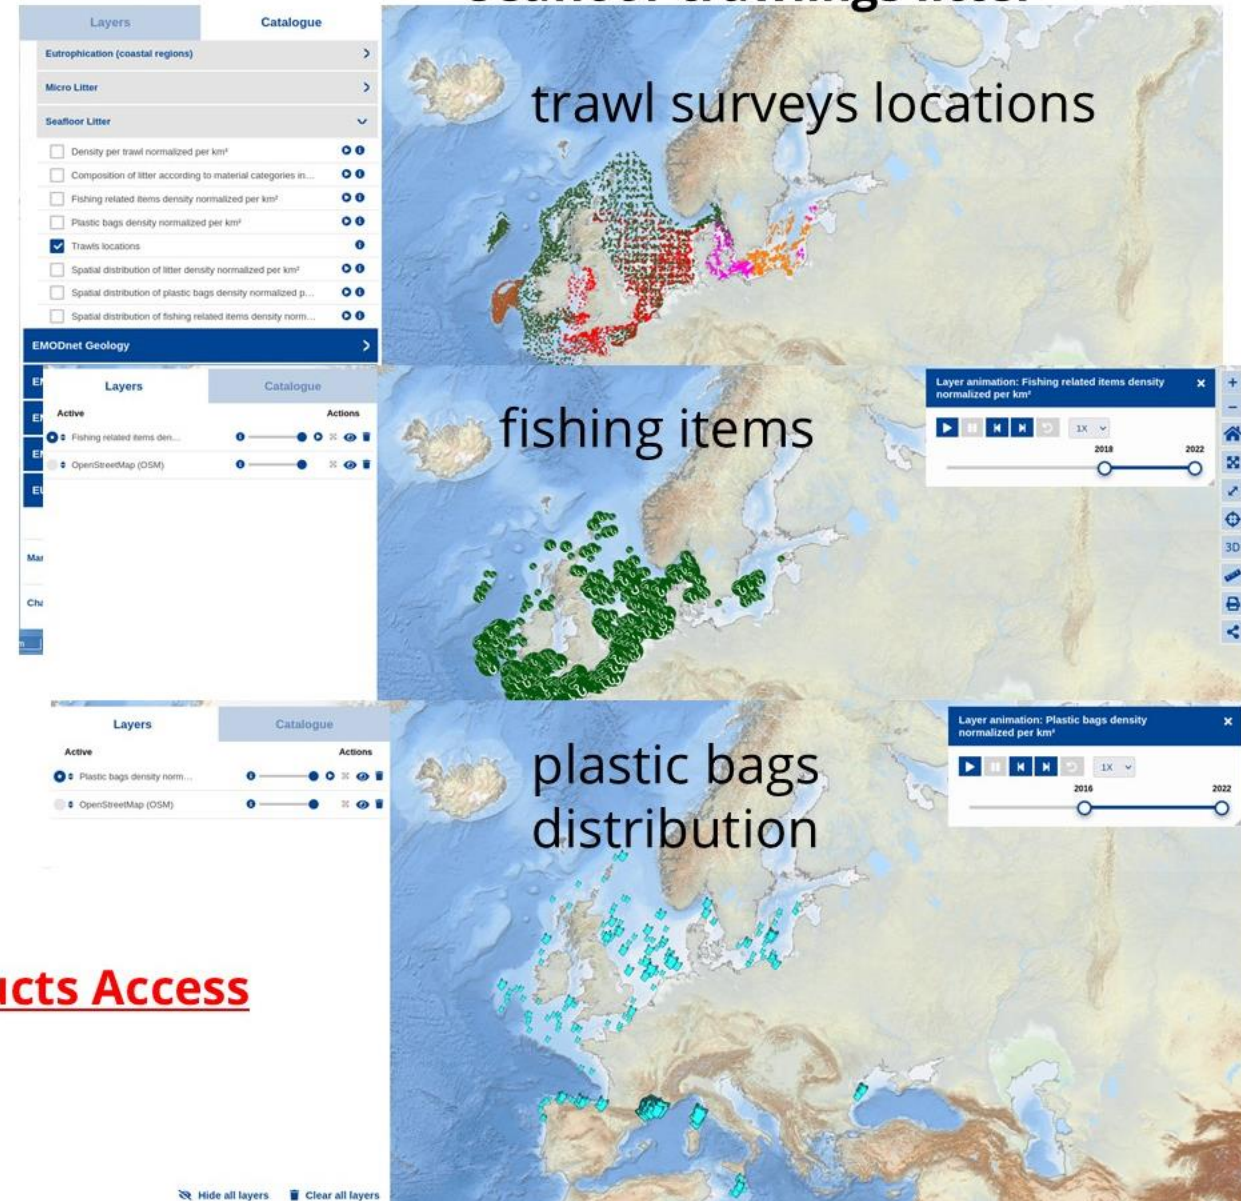 Seafloor trawlings litter
Layers Catalogue
Eutrophication (coastal regions)
Micro Litter
Seafloor Litter
Density per trawl normalized per km²
Composition of litter according to material categories in...
Fishing related items density normalized per km²
Plastic bags density normalized per km²
Trawls locations
Spatial distribution of litter density normalized per km²
Spatial distribution of plastic bags density normalized p...
Spatial distribution of fishing related items density norm...
EMODnet Geology
trawl surveys locations
Layers Catalogue
Active Actions
Fishing related items den...
OpenStreetMap (OSM)
fishing items
Layer animation: Fishing related items density
normalized per km²
1X
2018 2022
3D
Layers Catalogue
Active Actions
Plastic bags density norm...
OpenStreetMap (OSM)
plastic bags
distribution
Layer animation: Plastic bags density
normalized per km²
1X
2016 2022
ucts Access
Hide all layers Clear all layers